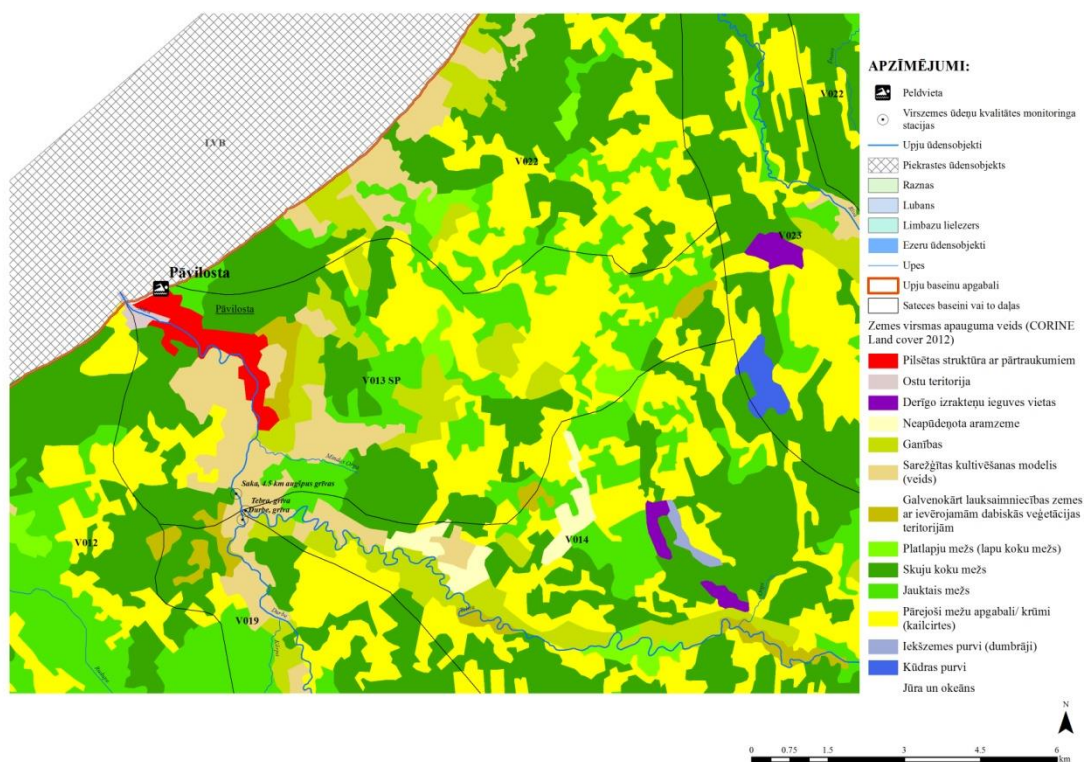 LVB
V022
V022
V023
Pāvilosta
Pāvilosta
V013 SP
Saka, 4.5 km augšpus grīvas
Tebra, grīva
Durbe, grīva
V012
V014
V019
Durbe
Tebra
APZĪMĒJUMI:
Peldvieta
Virszemes ūdeņu kvalitātes monitoringa
stacijas
Upju ūdensobjekti
Piekrastes ūdensobjekts
Raznas
Lubans
Limbazu lielezers
Ezeru ūdensobjekti
Upes
Upju baseinu apgabali
Sateces baseini vai to daļas
Zemes virsmas apauguma veids (CORINE
Land cover 2012)
Pilsētas struktūra ar pārtraukumiem
Ostu teritorija
Derīgo izrakteņu ieguves vietas
Neapūdeņota aramzeme
Ganības
Sarežģītas kultivēšanas modelis
(veids)
Galvenokārt lauksaimniecības zemes
ar ievērojamām dabiskās veģetācijas
teritorijām
Platlapju mežs (lapu koku mežs)
Skuju koku mežs
Jauktais mežs
Pārejoši mežu apgabali/ krūmi
(kailcirtes)
Iekšzemes purvi (dumbrāji)
Kūdras purvi
Jūra un okeāns
N
0 0.75 1.5 3 4.5 6
km